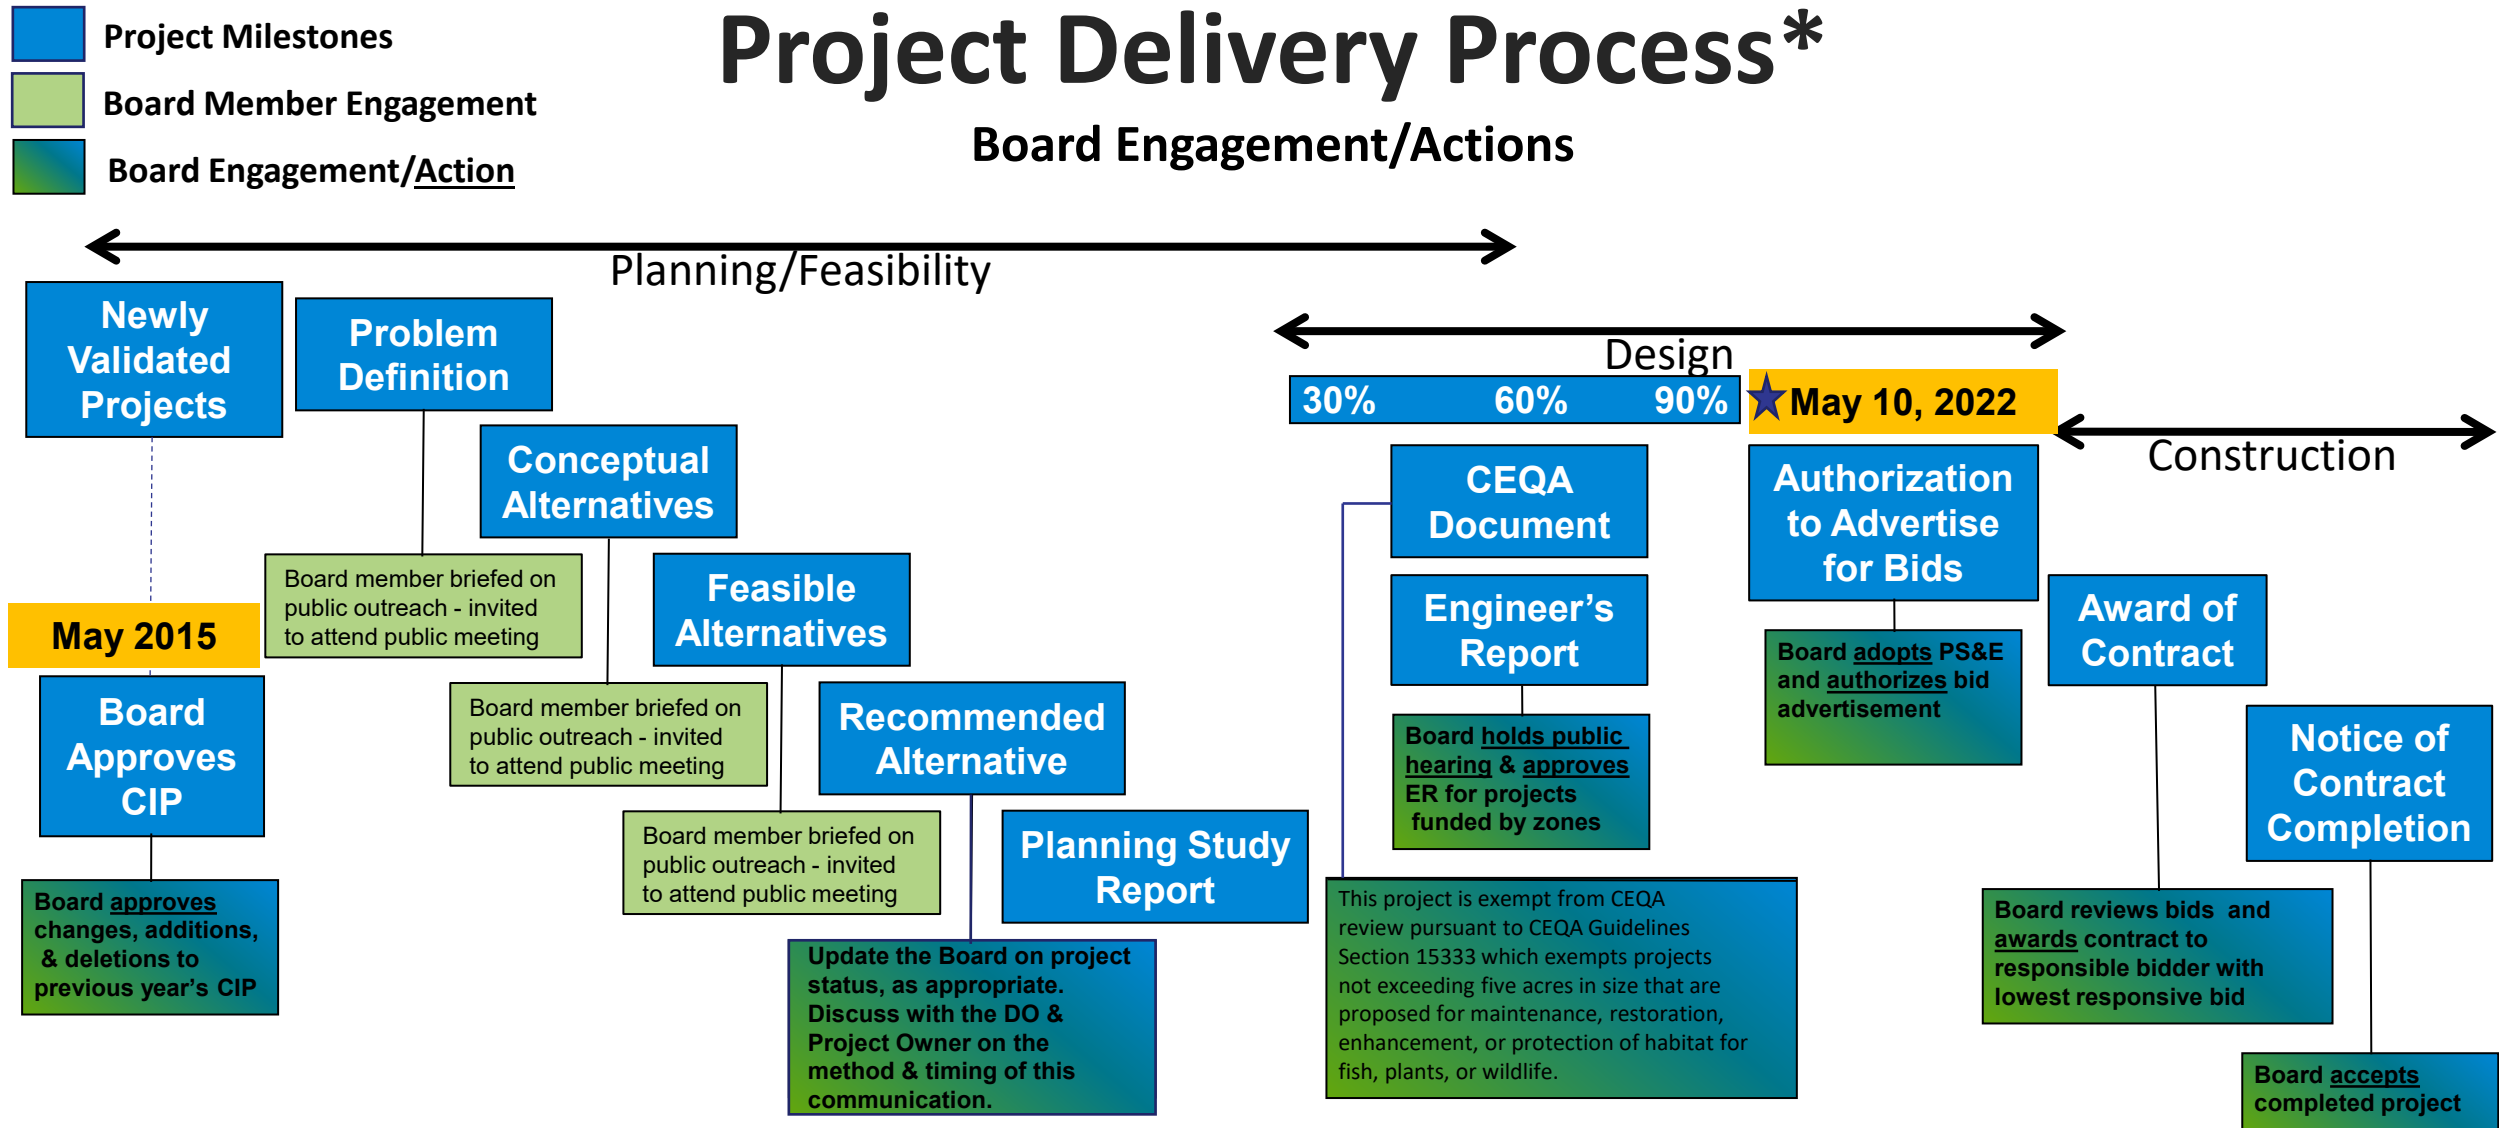 Project Milestones
Board Member Engagement
Board Engagement/Action
Project Delivery Process*
Board Engagement/Actions
Planning/Feasibility
Newly
Validated
Projects
May 2015
Board
Approves
CIP
Board approves
changes, additions,
& deletions to
previous year’s CIP
Problem
Definition
Board member briefed on
public outreach - invited
to attend public meeting
Conceptual
Alternatives
Board member briefed on
public outreach - invited
to attend public meeting
Feasible
Alternatives
Board member briefed on
public outreach - invited
to attend public meeting
Recommended
Alternative
Update the Board on project
status, as appropriate.
Discuss with the DO &
Project Owner on the
method & timing of this
communication.
Planning Study
Report
Design
30% 60% 90%
May 10, 2022
CEQA
Document
Engineer’s
Report
Board holds public
hearing & approves
ER for projects
funded by zones
This project is exempt from CEQA
review pursuant to CEQA Guidelines
Section 15333 which exempts projects
not exceeding five acres in size that are
proposed for maintenance, restoration,
enhancement, or protection of habitat for
fish, plants, or wildlife.
Authorization
to Advertise
for Bids
Board adopts PS&E
and authorizes bid
advertisement
Construction
Award of
Contract
Board reviews bids and
awards contract to
responsible bidder with
lowest responsive bid
Notice of
Contract
Completion
Board accepts
completed project